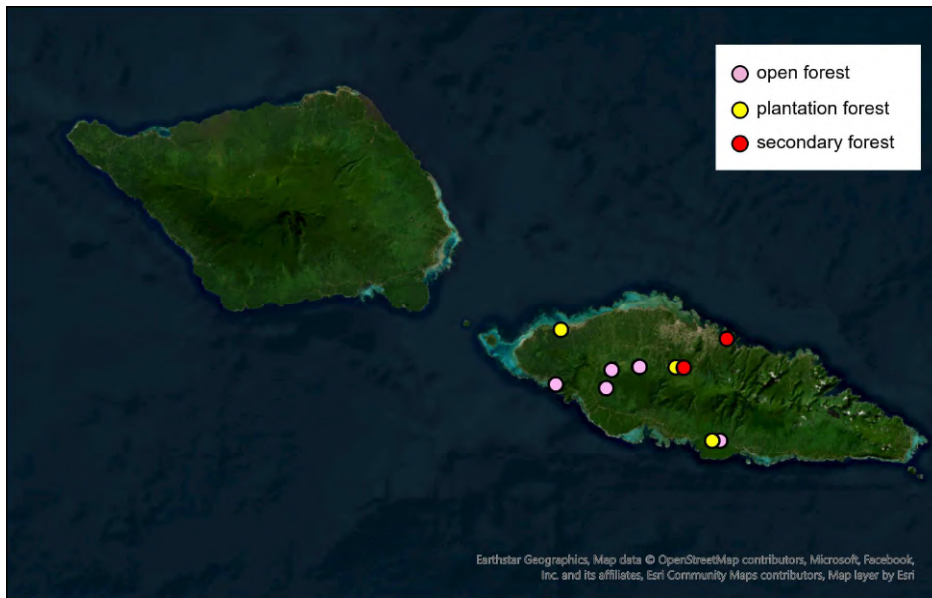 open forest
plantation forest
secondary forest
Earthstar Geographics, Map data © OpenStreetMap contributors, Microsoft, Facebook,
Inc. and its affiliates, Esri Community Maps contributors, Map layer by Esri